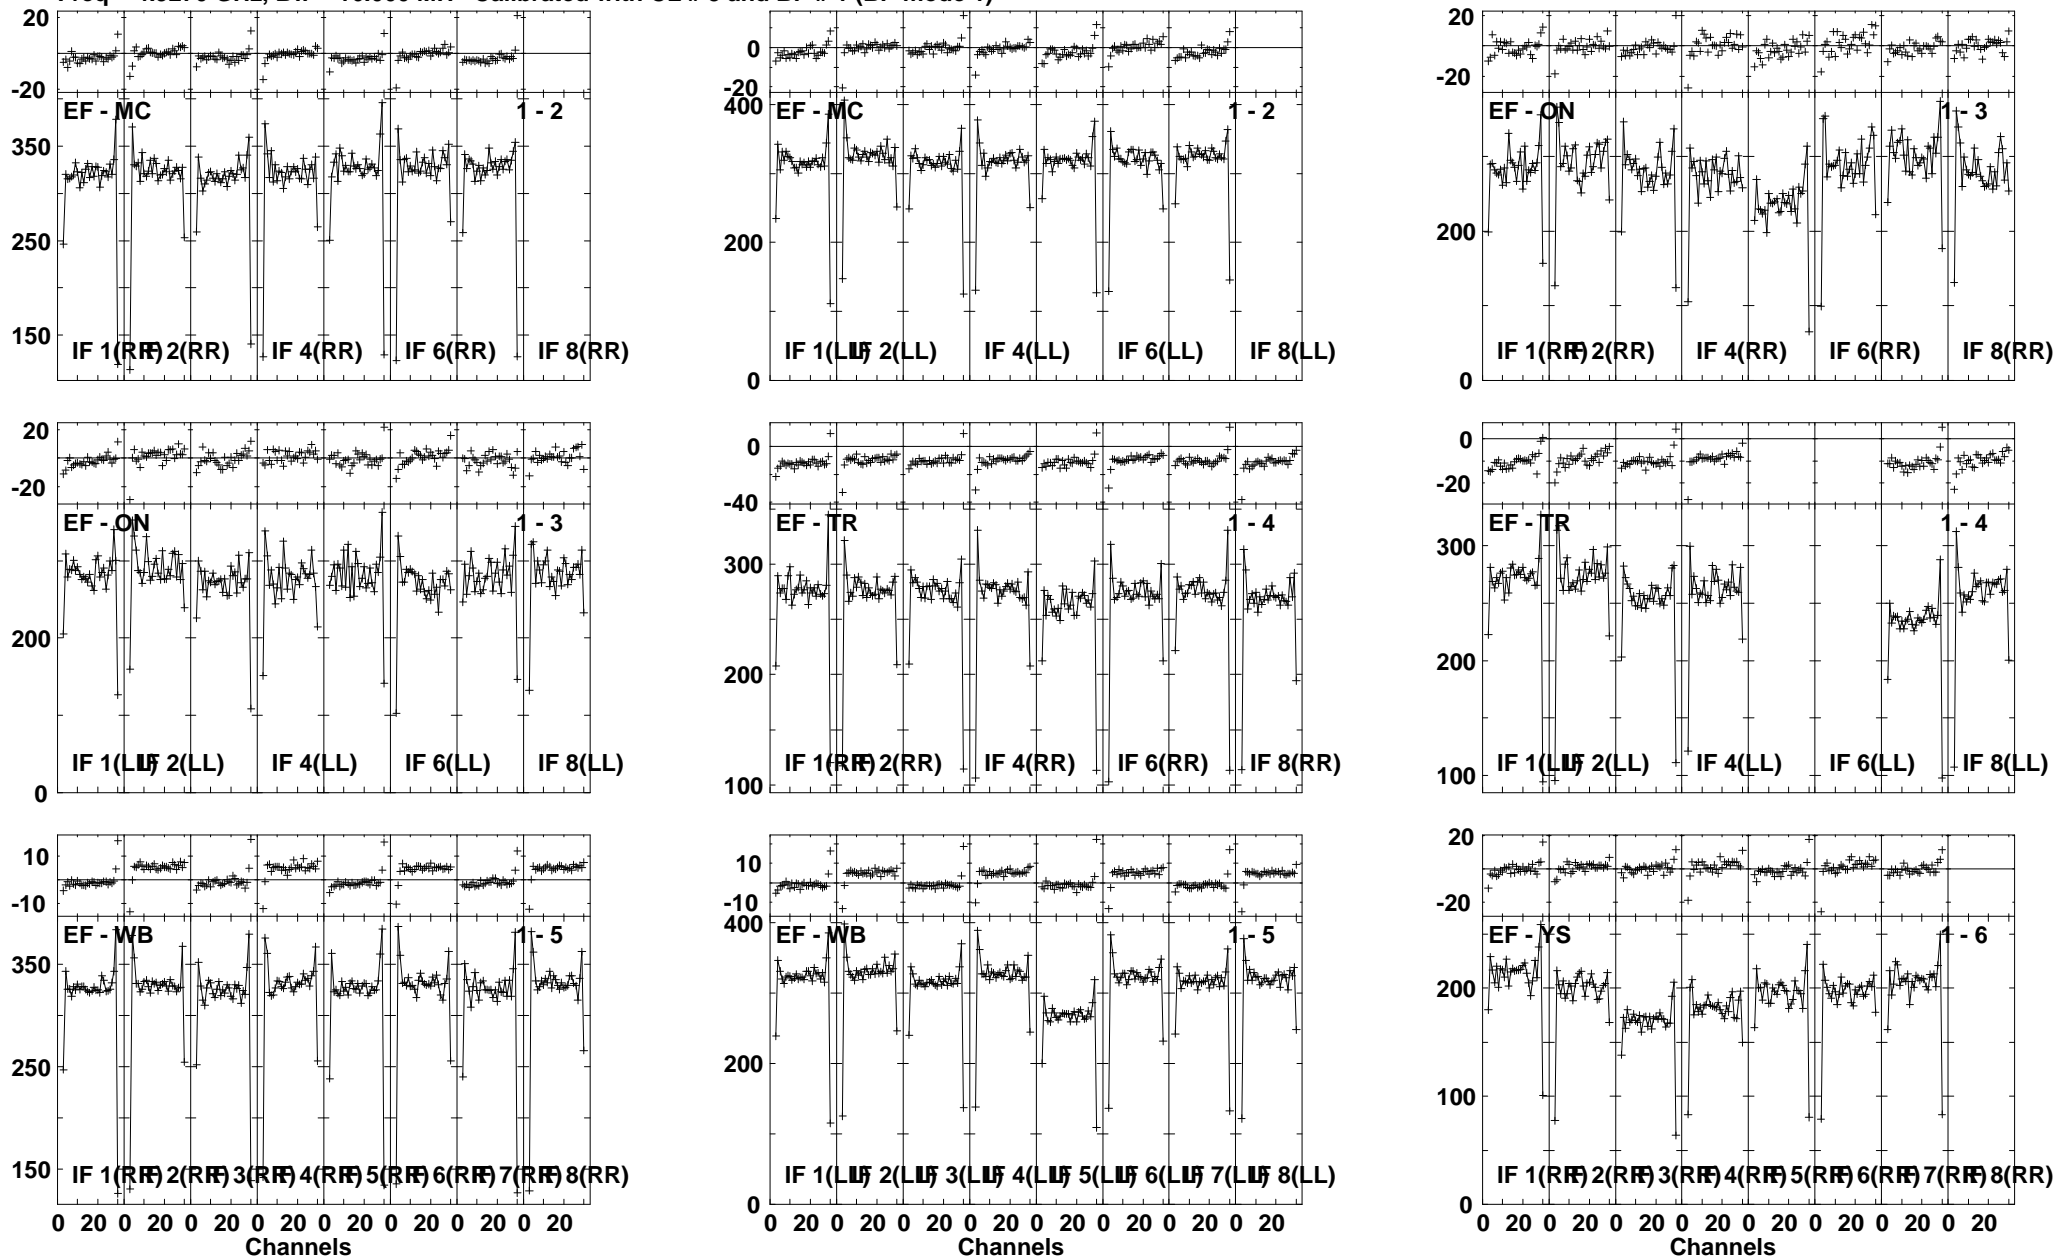 20
0
-20
EF - MC
1 - 2
350
250
150
IF 1(RR)
IF 2(RR)
IF 4(RR)
IF 6(RR)
IF 8(RR)
0
-20
EF - MC
1 - 2
400
200
0
IF 1(LL)
IF 2(LL)
IF 4(LL)
IF 6(LL)
IF 8(LL)
20
0
-20
EF - ON
1 - 3
200
0
IF 1(RR)
IF 2(RR)
IF 4(RR)
IF 6(RR)
IF 8(RR)
20
0
-20
EF - ON
1 - 3
200
0
IF 1(LL)
IF 2(LL)
IF 4(LL)
IF 6(LL)
IF 8(LL)
0
-40
EF - TR
1 - 4
300
200
100
IF 1(RR)
IF 2(RR)
IF 4(RR)
IF 6(RR)
IF 8(RR)
0
-20
EF - TR
1 - 4
300
200
100
IF 1(LL)
IF 2(LL)
IF 4(LL)
IF 6(LL)
IF 8(LL)
10
-10
EF - WB
1 - 5
350
250
150
IF 1(RR)
IF 2(RR)
IF 3(RR)
IF 4(RR)
IF 5(RR)
IF 6(RR)
IF 7(RR)
IF 8(RR)
0 20 0 20 0 20 0 20 0 20 0 20 0 20 0 20
Channels
10
-10
EF - WB
1 - 5
400
200
0
IF 1(LL)
IF 2(LL)
IF 3(LL)
IF 4(LL)
IF 5(LL)
IF 6(LL)
IF 7(LL)
IF 8(LL)
0 20 0 20 0 20 0 20 0 20 0 20 0 20 0 20
Channels
20
0
-20
EF - YS
1 - 6
200
100
0
IF 1(RR)
IF 2(RR)
IF 3(RR)
IF 4(RR)
IF 5(RR)
IF 6(RR)
IF 7(RR)
IF 8(RR)
0 20 0 20 0 20 0 20 0 20 0 20 0 20 0 20
Channels